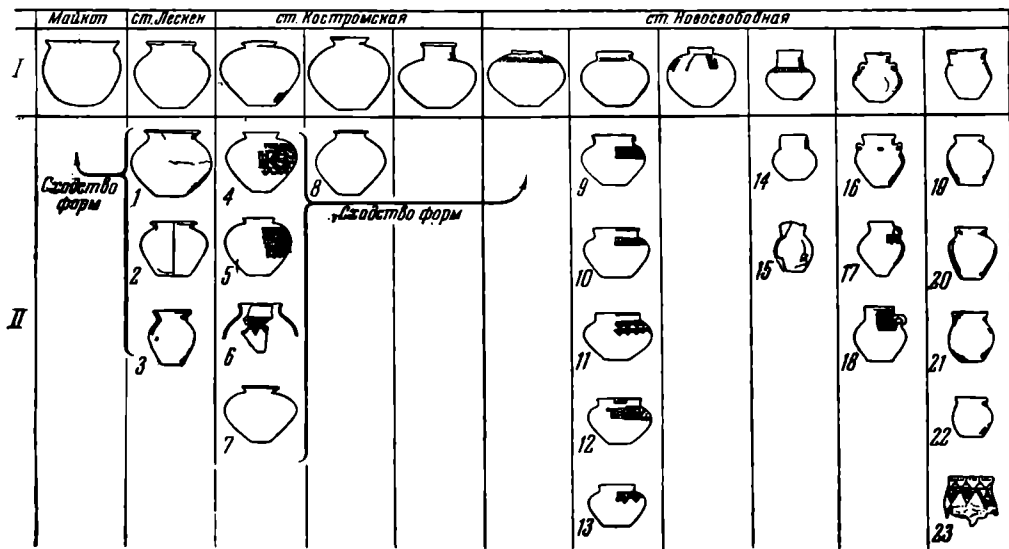 Майкоп ст. Лескен ст. Костромская ст. Новосвободная
I
1 4 8 9 14 16 19
Сходство
форм
Сходство форм
2 5 10 15 17 20
II
3 6 11 18 21
7 12 22
13 23